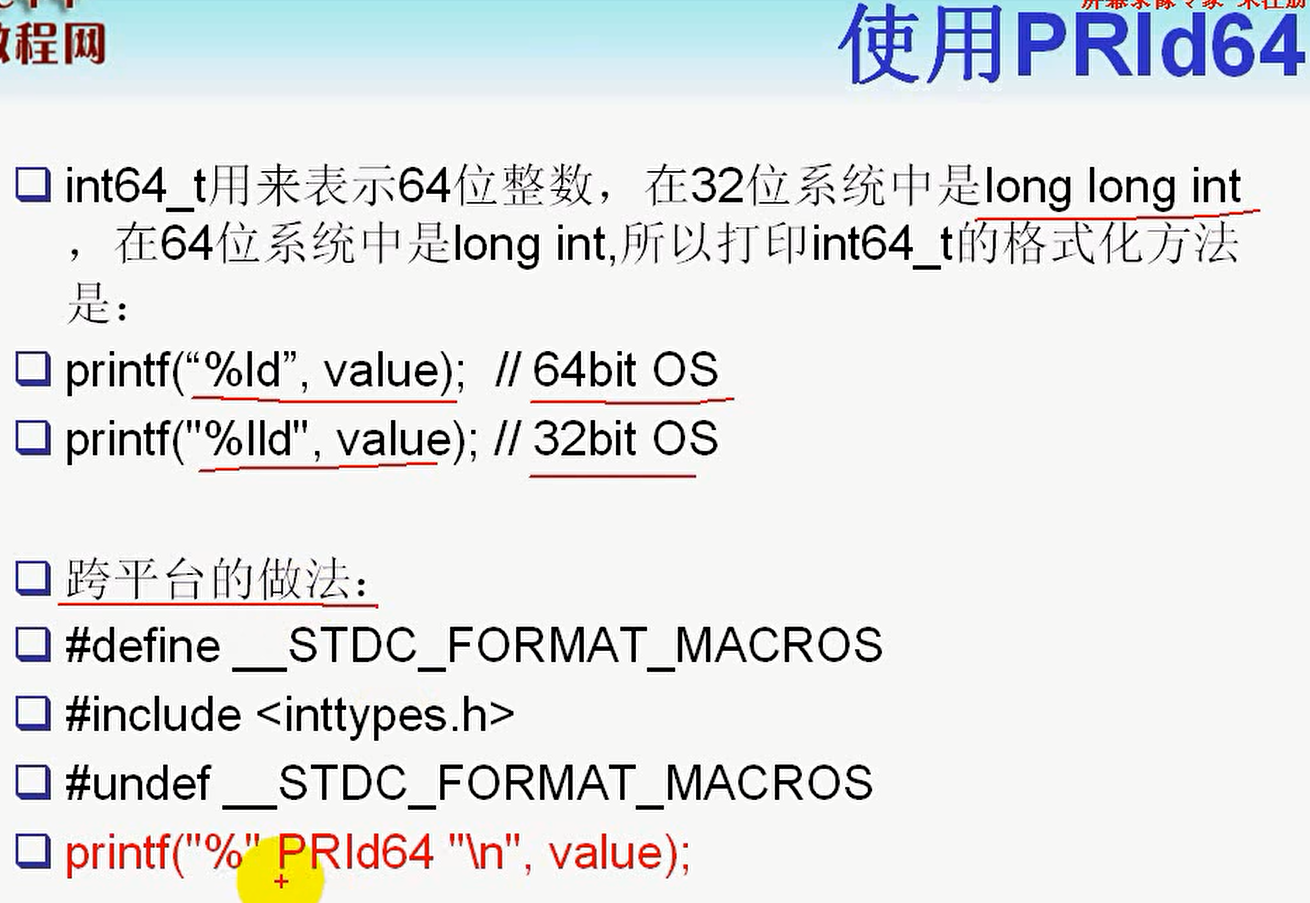 屏幕录像专家 未注册
教程网
使用PRId64
int64_t用来表示64位整数，在32位系统中是long long int
，在64位系统中是long int,所以打印int64_t的格式化方法
是：
printf(“%ld”, value);  // 64bit OS
printf("%lld", value); // 32bit OS
跨平台的做法：
#define __STDC_FORMAT_MACROS
#include <inttypes.h>
#undef __STDC_FORMAT_MACROS
printf("%" PRId64 "\n", value);